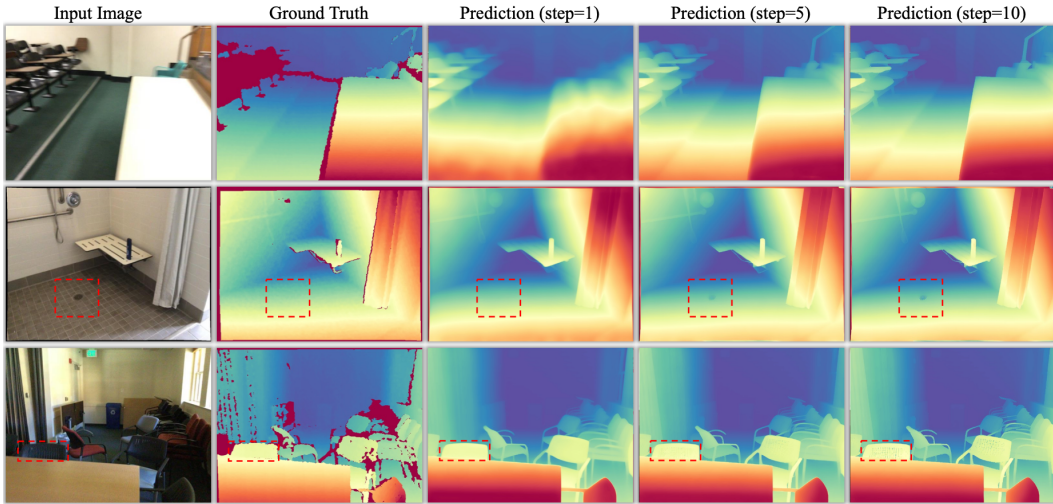 Input Image
Ground Truth
Prediction (step=1)
Prediction (step=5)
Prediction (step=10)